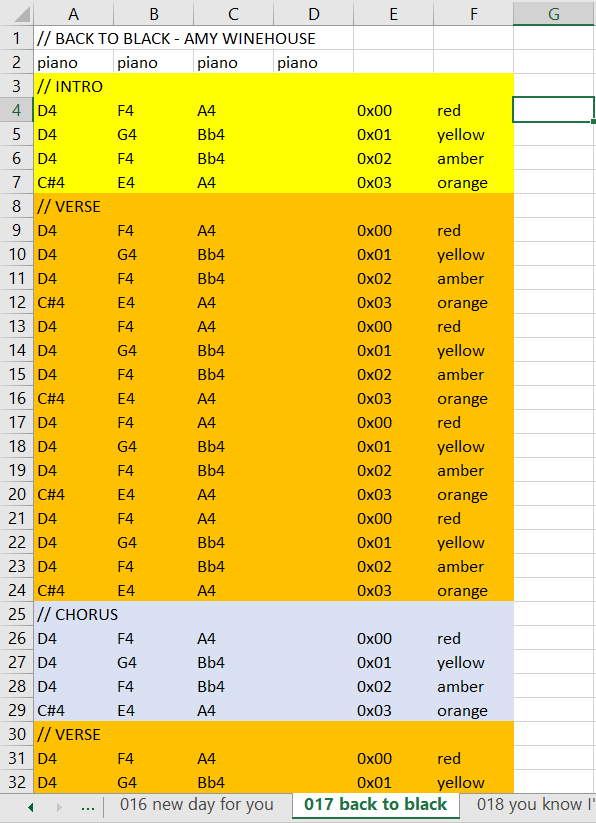 A B C D E F G
1 // BACK TO BLACK - AMY WINEHOUSE
2 piano piano piano piano
3 // INTRO
4 D4 F4 A4 0x00 red
5 D4 G4 Bb4 0x01 yellow
6 D4 F4 Bb4 0x02 amber
7 C#4 E4 A4 0x03 orange
8 // VERSE
9 D4 F4 A4 0x00 red
10 D4 G4 Bb4 0x01 yellow
11 D4 F4 Bb4 0x02 amber
12 C#4 E4 A4 0x03 orange
13 D4 F4 A4 0x00 red
14 D4 G4 Bb4 0x01 yellow
15 D4 F4 Bb4 0x02 amber
16 C#4 E4 A4 0x03 orange
17 D4 F4 A4 0x00 red
18 D4 G4 Bb4 0x01 yellow
19 D4 F4 Bb4 0x02 amber
20 C#4 E4 A4 0x03 orange
21 D4 F4 A4 0x00 red
22 D4 G4 Bb4 0x01 yellow
23 D4 F4 Bb4 0x02 amber
24 C#4 E4 A4 0x03 orange
25 // CHORUS
26 D4 F4 A4 0x00 red
27 D4 G4 Bb4 0x01 yellow
28 D4 F4 Bb4 0x02 amber
29 C#4 E4 A4 0x03 orange
30 // VERSE
31 D4 F4 A4 0x00 red
32 D4 G4 Bb4 0x01 yellow
... 016 new day for you 017 back to black 018 you know I'